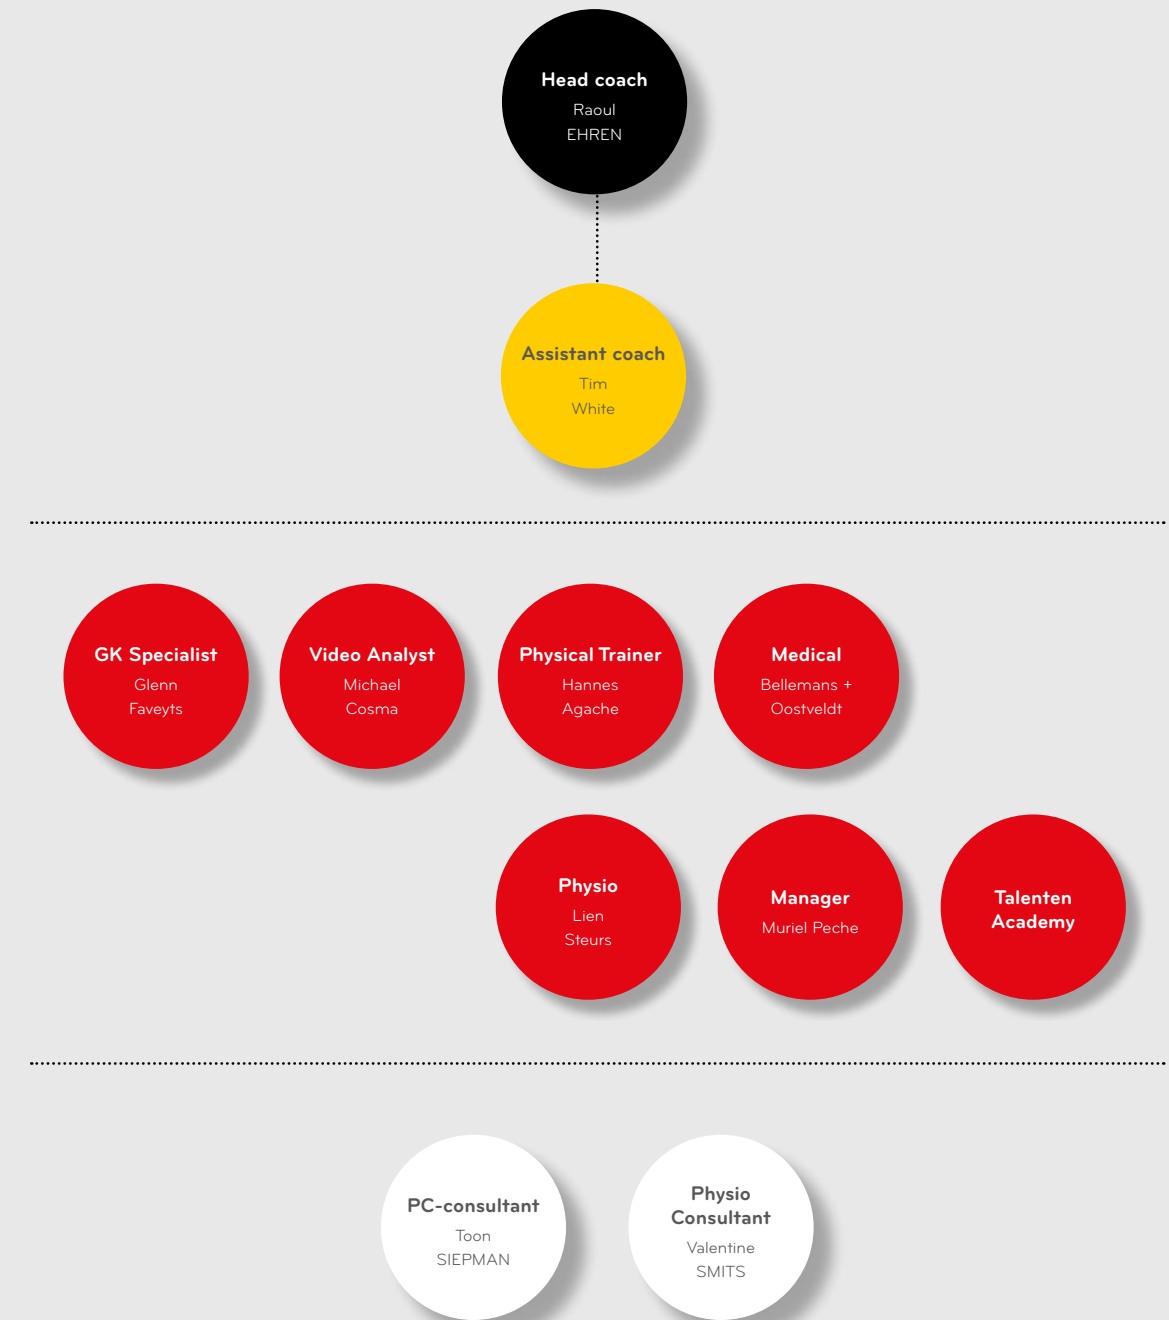 Head coach
Raoul
EHREN
Assistant coach
Tim
White
GK Specialist
Glenn
Faveyts
Video Analyst
Michael
Cosma
Physical Trainer
Hannes
Agache
Medical
Bellemans +
Oostveldt
Physio
Lien
Steurs
Manager
Muriel Peche
Talenten
Academy
PC-consultant
Toon
SIEPMAN
Physio
Consultant
Valentine
SMITS